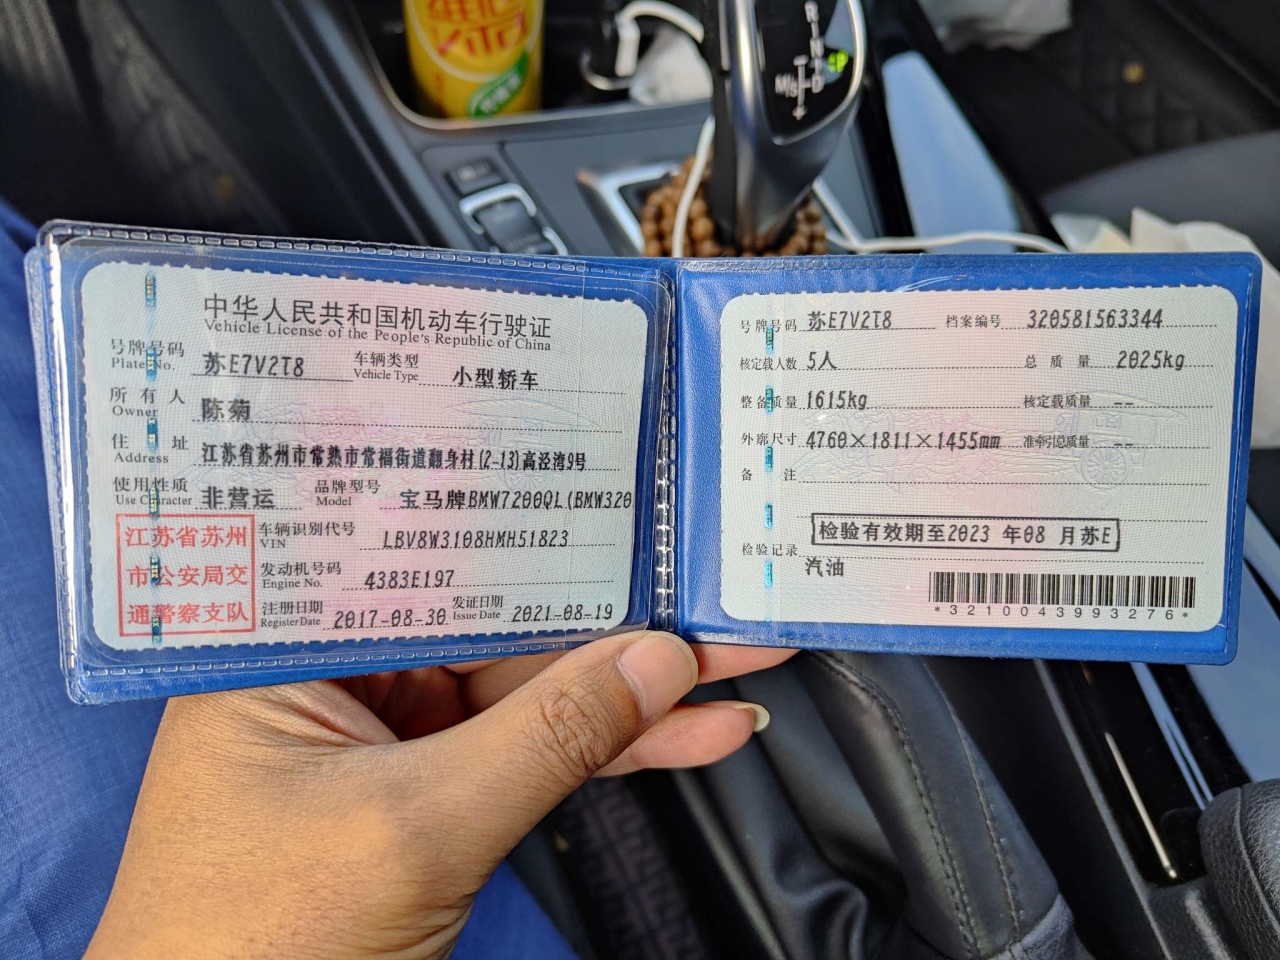 维他
R
N
D
M/S
P
中华人民共和国机动车行驶证
Vehicle License of the People's Republic of China
号牌号码 Plate No. 苏E7V2T8 车辆类型 Vehicle Type 小型轿车
所有人 Owner 陈菊
住址 Address 江苏省苏州市常熟市常福街道翻身村(2-13)高泾湾9号
使用性质 Use Character 非营运 品牌型号 Model 宝马牌BMW7200QL(BMW320
江苏省苏州
市公安局交
通警察支队
车辆识别代号 VIN LBV8W3108HMH51823
发动机号码 Engine No. 4383E197
注册日期 Register Date 2017-08-30 发证日期 Issue Date 2021-08-19
号牌号码 苏E7V2T8 档案编号 320581563344
核定载人数 5人 总质量 2025kg
整备质量 1615kg 核定载质量 --
外廓尺寸 4760×1811×1455mm 准牵引总质量 --
备注
检验有效期至2023 年08 月苏E
检验记录
汽油
*3210043993276*